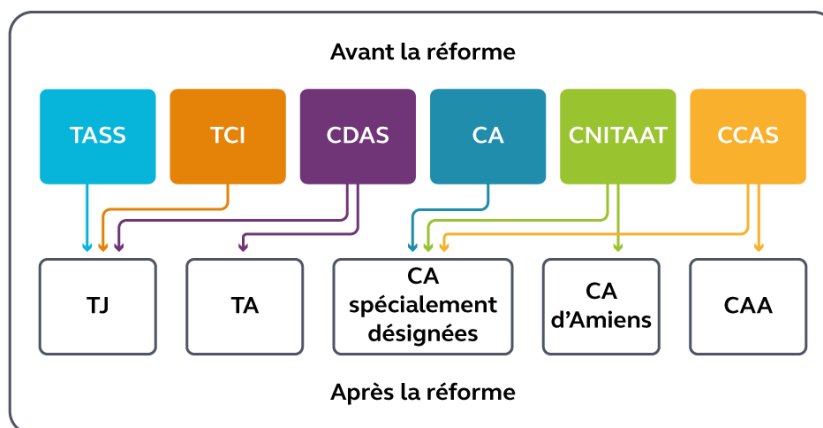 Avant la réforme
TASS
TCI
CDAS
CA
CNITAAT
CCAS
TJ
TA
CA
spécialement
désignées
CA
d'Amiens
CAA
Après la réforme